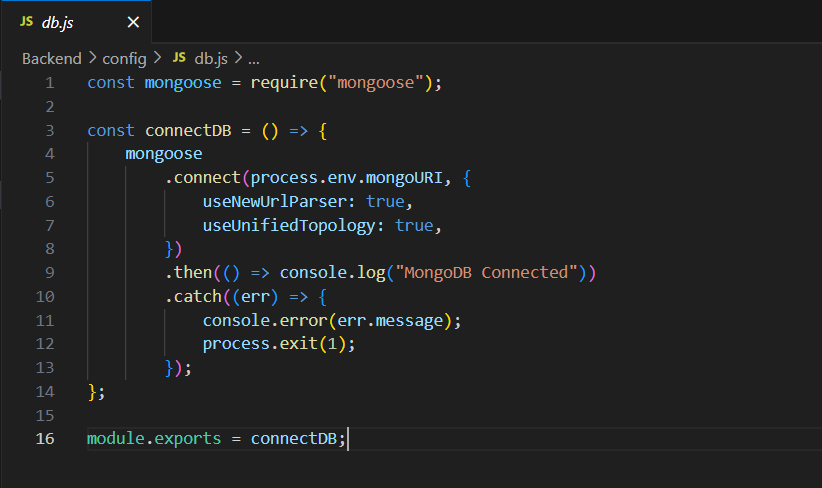 JS db.js ×
Backend > config > JS db.js > ...
1 const mongoose = require("mongoose");
2
3 const connectDB = () => {
4     mongoose
5         .connect(process.env.mongoURI, {
6             useNewUrlParser: true,
7             useUnifiedTopology: true,
8         })
9         .then(() => console.log("MongoDB Connected"))
10         .catch((err) => {
11             console.error(err.message);
12             process.exit(1);
13         });
14 };
15
16 module.exports = connectDB;